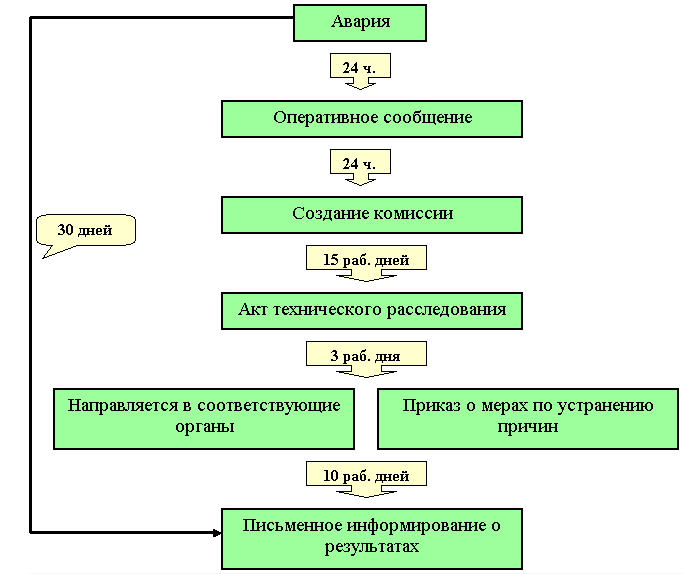 Авария
24 ч.
Оперативное сообщение
24 ч.
Создание комиссии
30 дней
15 раб. дней
Акт технического расследования
3 раб. дня
Направляется в соответствующие
органы
Приказ о мерах по устранению
причин
10 раб. дней
Письменное информирование о
результатах